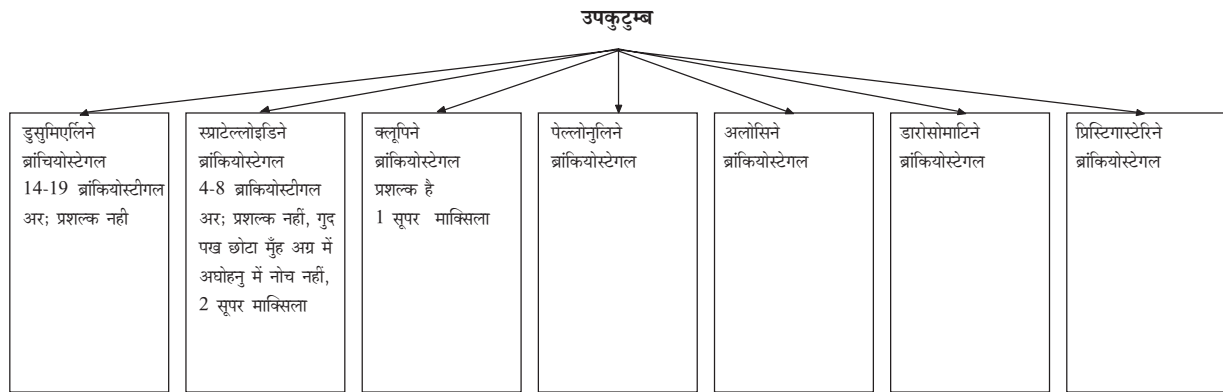 उपकुटुम्ब
डुसुमिएर्लिने
ब्रांचियोस्टेगल
14-19 ब्रांकियोस्टीगल
अर; प्रशल्क नही
स्प्राटेल्लोइडिने
ब्रांकियोस्टेगल
4-8 ब्राकियोस्टीगल
अर; प्रशल्क नहीं, गुद
पख छोटा मुँह अग्र में
अघोहनु में नोच नहीं,
2 सूपर माक्सिला
क्लूपिने
ब्रांकियोस्टेगल
प्रशल्क है
1 सूपर माक्सिला
पेल्लोनुलिने
ब्रांकियोस्टेगल
अलोसिने
ब्रांकियोस्टेगल
डारोसोमाटिने
ब्रांकियोस्टेगल
प्रिस्टिगास्टेरिने
ब्रांकियोस्टेगल